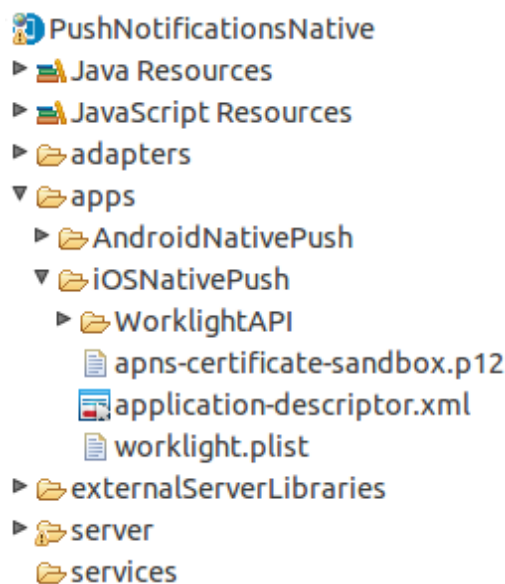 PushNotificationsNative
Java Resources
JavaScript Resources
adapters
apps
AndroidNativePush
iOSNativePush
WorklightAPI
apns-certificate-sandbox.p12
application-descriptor.xml
worklight.plist
externalServerLibraries
server
services